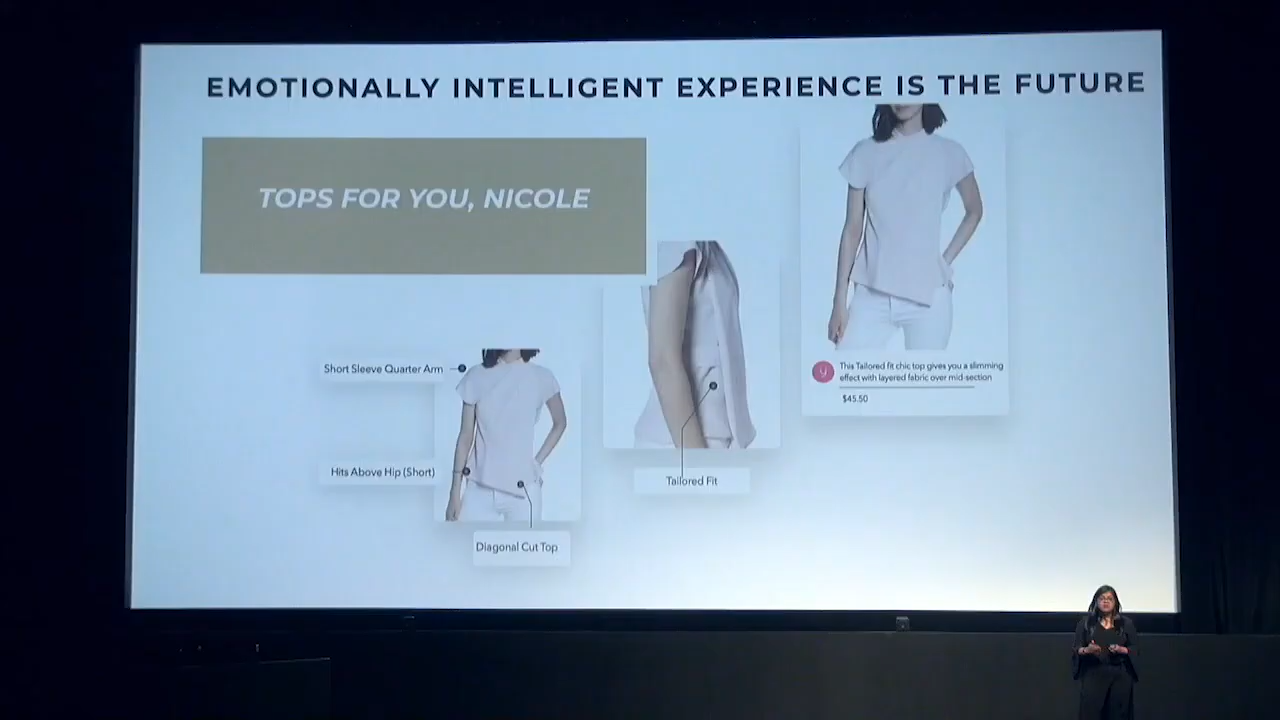 EMOTIONALLY INTELLIGENT EXPERIENCE IS THE FUTURE
TOPS FOR YOU, NICOLE
Short Sleeve Quarter Arm
Hits Above Hip (Short)
Diagonal Cut Top
Tailored Fit
y
This Tailored fit chic top gives you a slimming
effect with layered fabric over mid-section
$45.50